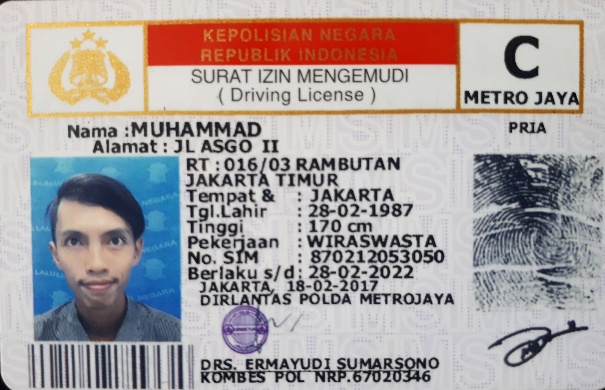 KEPOLISIAN NEGARA
REPUBLIK INDONESIA
SURAT IZIN MENGEMUDI
( Driving License )
C
METRO JAYA
Nama : MUHAMMAD
PRIA
Alamat : JL ASGO II
RT : 016/03 RAMBUTAN
JAKARTA TIMUR
Tempat & : JAKARTA
Tgl.Lahir : 28-02-1987
Tinggi : 170 cm
Pekerjaan : WIRASWASTA
No. SIM : 870212053050
Berlaku s/d : 28-02-2022
JAKARTA, 18-02-2017
DIRLANTAS POLDA METROJAYA
DRS. ERMAYUDI SUMARSONO
KOMBES POL NRP.67020346